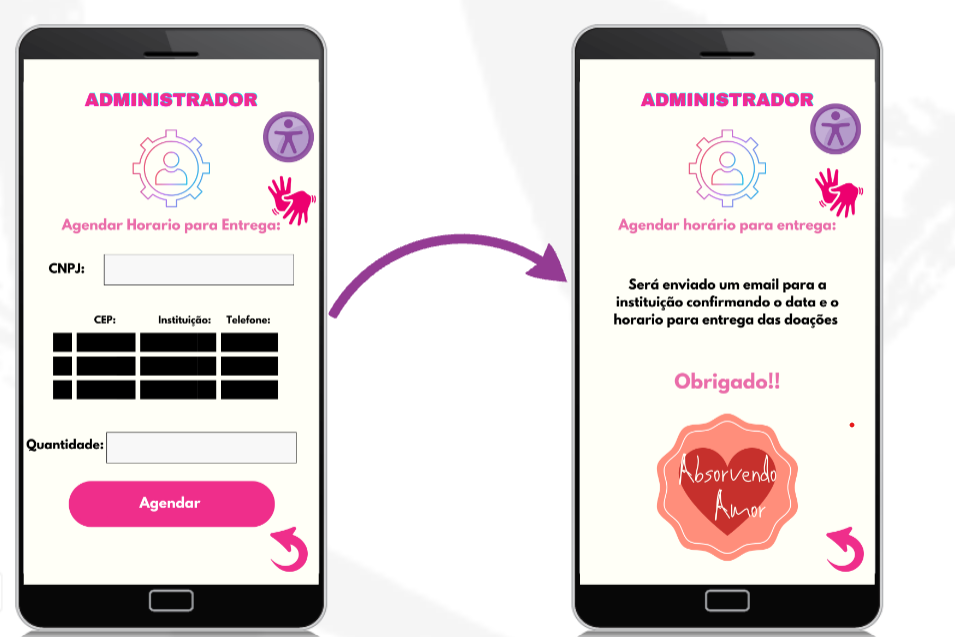 ADMINISTRADOR
Agendar Horario para Entrega:
CNPJ:
CEP: Instituição: Telefone:
Quantidade:
Agendar
ADMINISTRADOR
Agendar horário para entrega:
Será enviado um email para a
instituição confirmando o data e o
horario para entrega das doações
Obrigado!!
Absorvendo
Amor